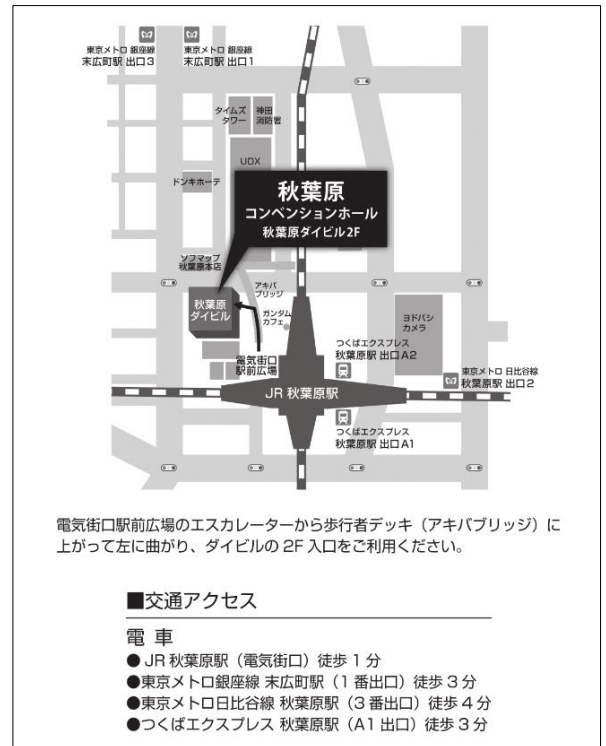 東京メトロ 銀座線
末広町駅 出口3
東京メトロ 銀座線
末広町駅 出口1
タイムズ
タワー
神田
消防署
UDX
ドンキホーテ
秋葉原
コンベンションホール
秋葉原ダイビル2F
ソフマップ
秋葉原本店
アキバ
ブリッジ
秋葉原
ダイビル
ガンダム
カフェ
ヨドバシ
カメラ
つくばエクスプレス
秋葉原駅 出口A2
電気街口
駅前広場
東京メトロ 日比谷線
秋葉原駅 出口2
JR 秋葉原駅
つくばエクスプレス
秋葉原駅 出口A1
電気街口駅前広場のエスカレーターから歩行者デッキ（アキバブリッジ）に
上がって左に曲がり、ダイビルの 2F 入口をご利用ください。
■交通アクセス
電 車
● JR 秋葉原駅（電気街口）徒歩 1 分
●東京メトロ銀座線 末広町駅（1 番出口）徒歩 3 分
●東京メトロ日比谷線 秋葉原駅（3 番出口）徒歩 4 分
●つくばエクスプレス 秋葉原駅（A1 出口）徒歩 3 分